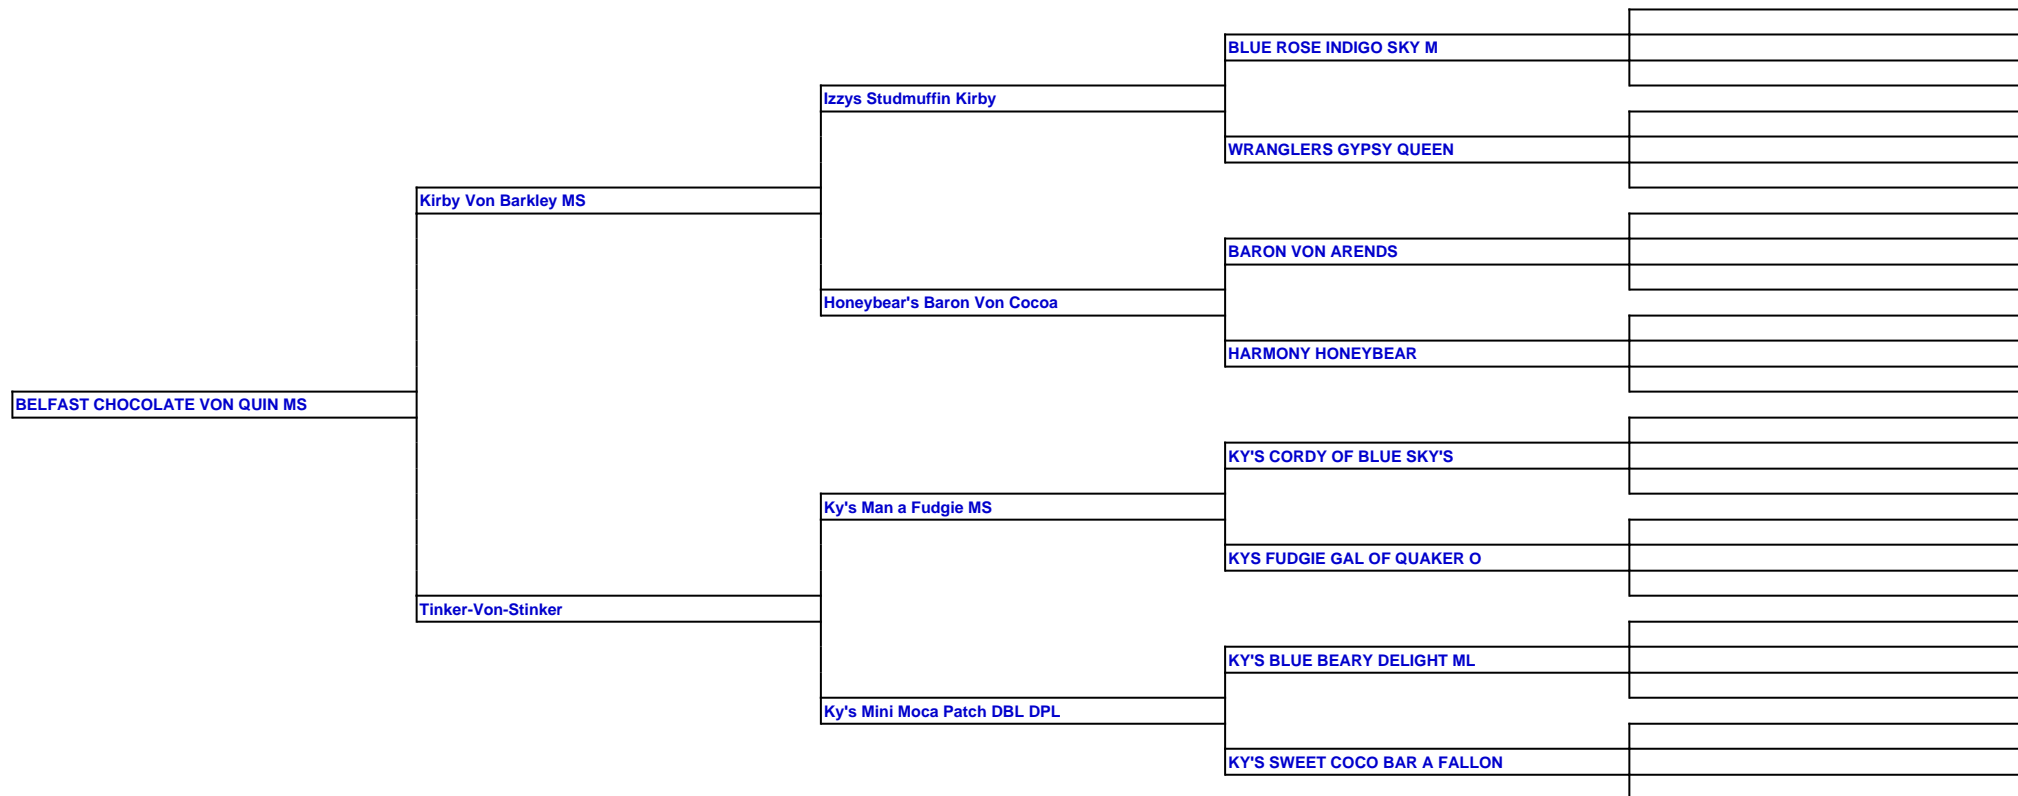 BLUE ROSE INDIGO SKY M
Izzys Studmuffin Kirby
WRANGLERS GYPSY QUEEN
Kirby Von Barkley MS
BARON VON ARENDS
Honeybear's Baron Von Cocoa
HARMONY HONEYBEAR
BELFAST CHOCOLATE VON QUIN MS
KY'S CORDY OF BLUE SKY'S
Ky's Man a Fudgie MS
KYS FUDGIE GAL OF QUAKER O
Tinker-Von-Stinker
KY'S BLUE BEARY DELIGHT ML
Ky's Mini Moca Patch DBL DPL
KY'S SWEET COCO BAR A FALLON